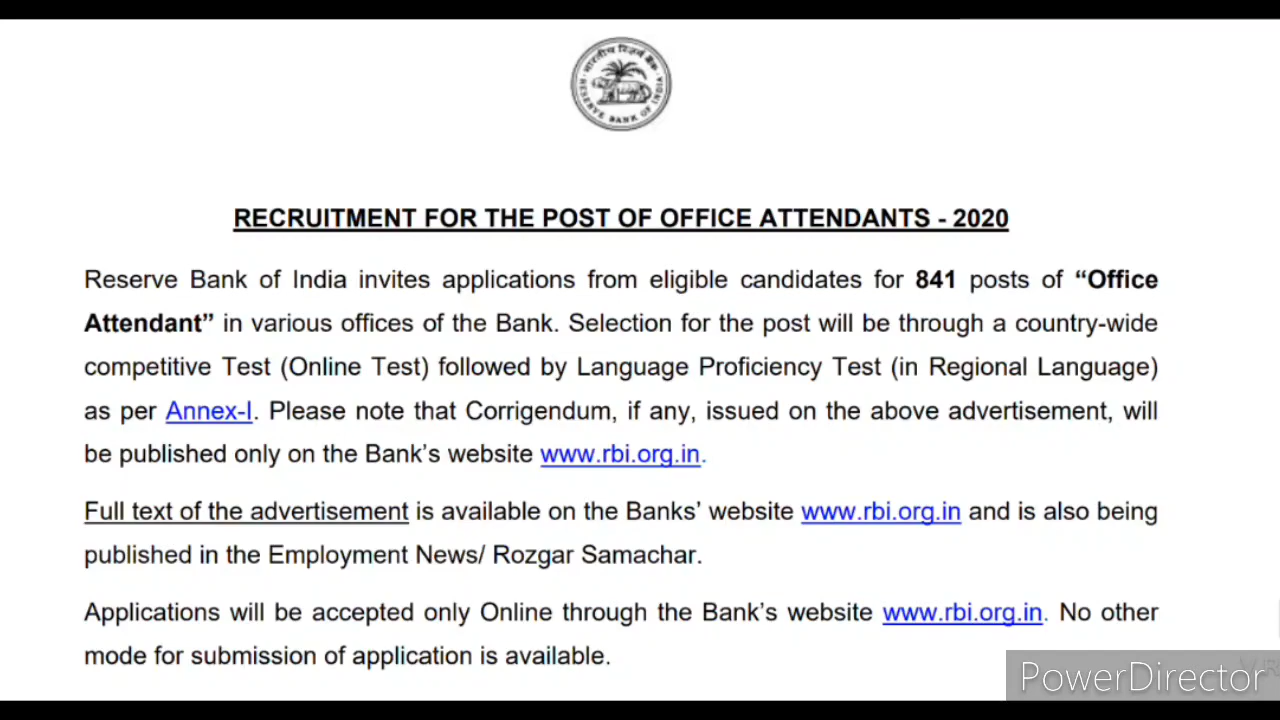 भारतीय रिज़र्व बैंक
RESERVE BANK OF INDIA
RECRUITMENT FOR THE POST OF OFFICE ATTENDANTS - 2020
Reserve Bank of India invites applications from eligible candidates for 841 posts of “Office
Attendant” in various offices of the Bank. Selection for the post will be through a country-wide
competitive Test (Online Test) followed by Language Proficiency Test (in Regional Language)
as per Annex-I. Please note that Corrigendum, if any, issued on the above advertisement, will
be published only on the Bank’s website www.rbi.org.in.
Full text of the advertisement is available on the Banks’ website www.rbi.org.in and is also being
published in the Employment News/ Rozgar Samachar.
Applications will be accepted only Online through the Bank’s website www.rbi.org.in. No other
mode for submission of application is available.
PowerDirector